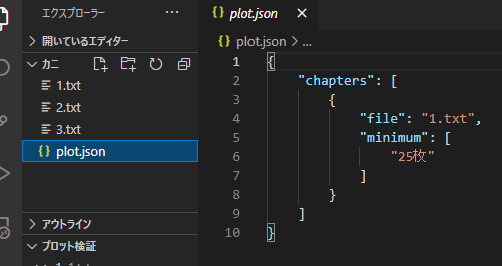 エクスプローラー
開いているエディター
カニ
1.txt
2.txt
3.txt
{} plot.json
アウトライン
プロット検証
{} plot.json ×
{} plot.json > ...
1 {
2 "chapters": [
3 {
4 "file": "1.txt",
5 "minimum": [
6 "25枚"
7 ]
8 }
9 ]
10 }